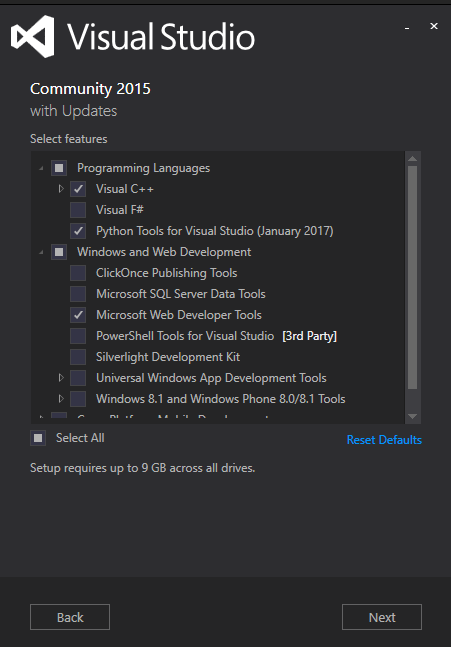 Visual Studio
Community 2015
with Updates
Select features
Programming Languages
Visual C++
Visual F#
Python Tools for Visual Studio (January 2017)
Windows and Web Development
ClickOnce Publishing Tools
Microsoft SQL Server Data Tools
Microsoft Web Developer Tools
PowerShell Tools for Visual Studio [3rd Party]
Silverlight Development Kit
Universal Windows App Development Tools
Windows 8.1 and Windows Phone 8.0/8.1 Tools
Select All
Reset Defaults
Setup requires up to 9 GB across all drives.
Back
Next